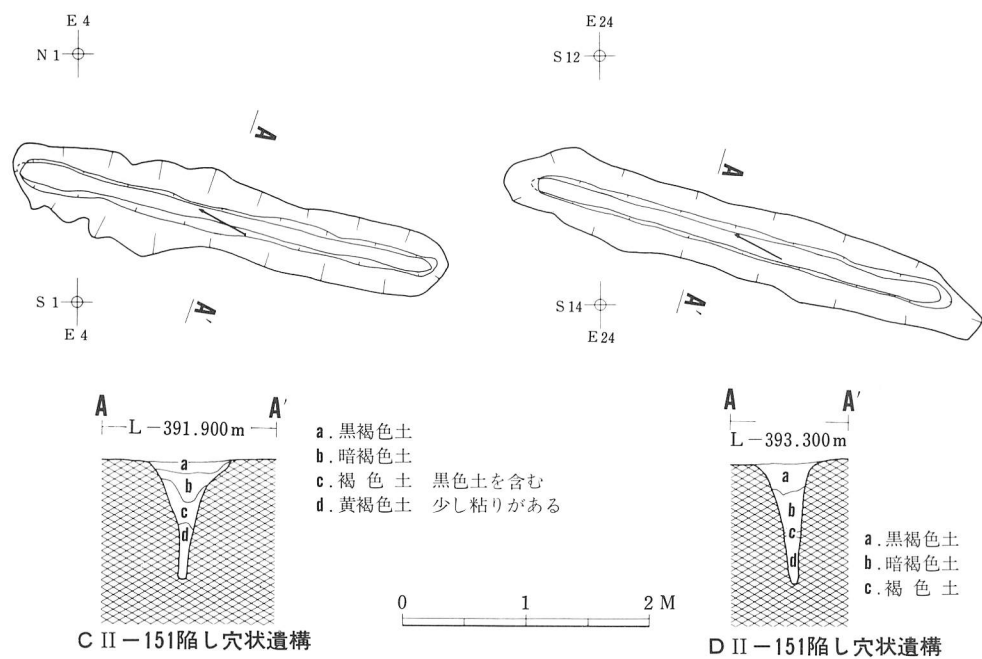 E 4
N 1
A
A'
S 1
E 4
E 24
S 12
A
A'
S 14
E 24
A A'
L－391.900m
a
b
c
d
a．黒褐色土
b．暗褐色土
c．褐 色 土 黒色土を含む
d．黄褐色土 少し粘りがある
C II－151陥し穴状遺構
0 1 2 M
A A'
L－393.300m
a
b
c
d
a．黒褐色土
b．暗褐色土
c．褐 色 土
D II－151陥し穴状遺構